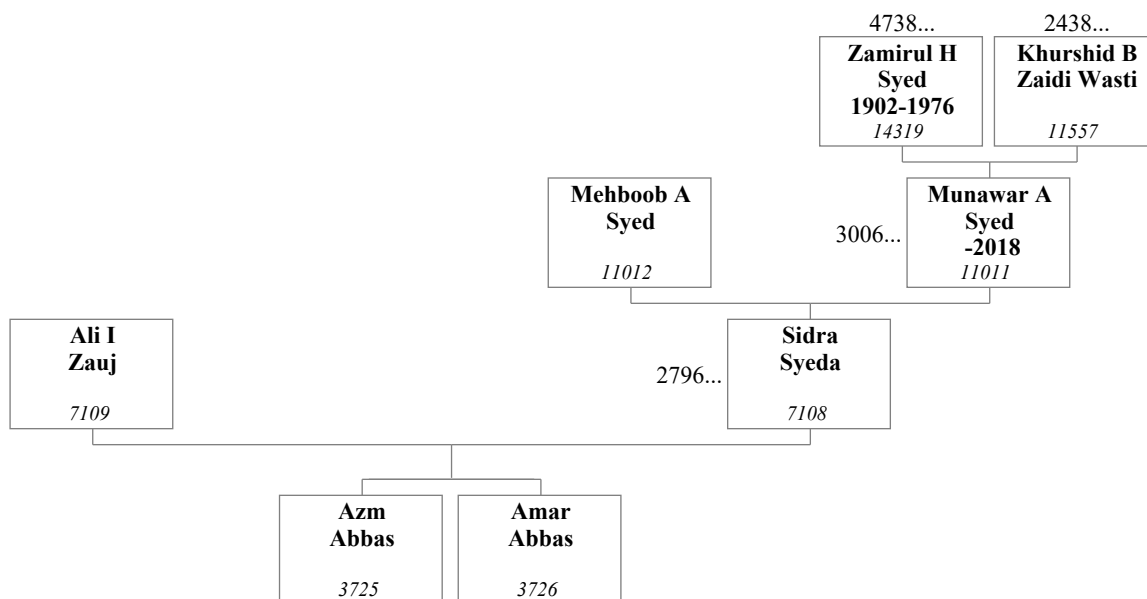 4738...
2438...
Zamirul H
Syed
1902-1976
14319
Khurshid B
Zaidi Wasti
11557
Mehboob A
Syed
11012
3006...
Munawar A
Syed
-2018
11011
Ali I
Zauj
7109
2796...
Sidra
Syeda
7108
Azm
Abbas
3725
Amar
Abbas
3726